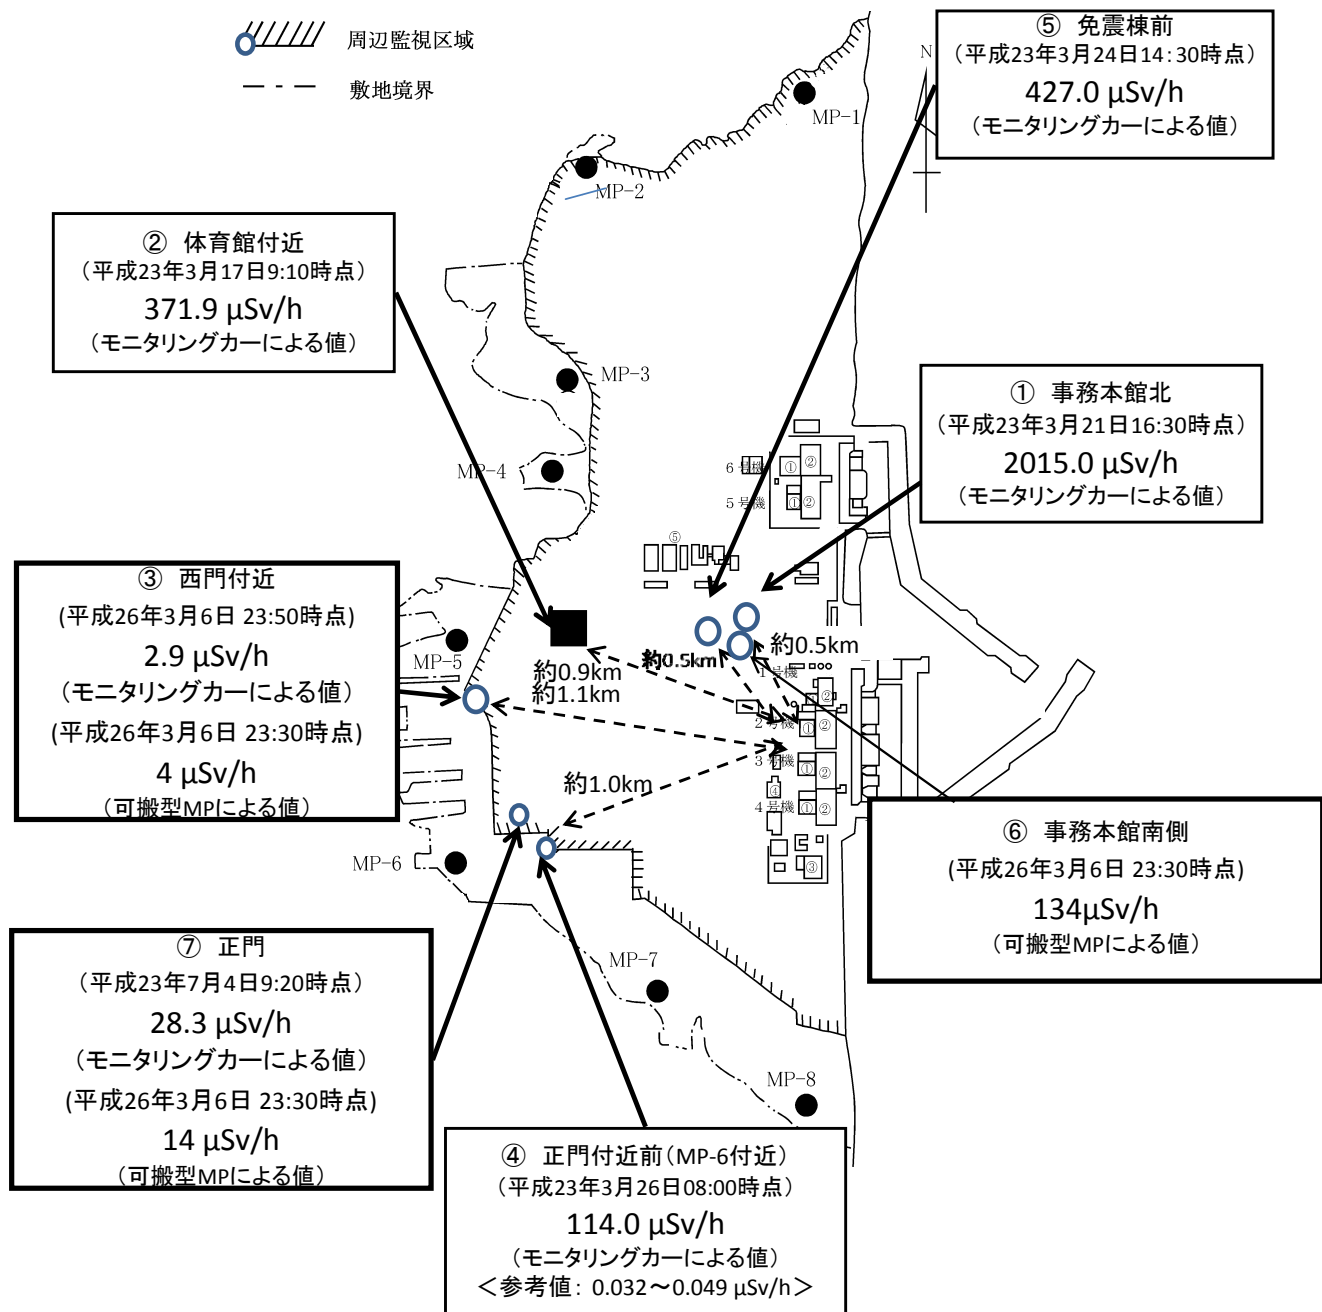 周辺監視区域
敷地境界
⑤ 免震棟前
（平成23年3月24日14:30時点）
427.0 μSv/h
（モニタリングカーによる値）
N
MP-1
MP-2
② 体育館付近
（平成23年3月17日9:10時点）
371.9 μSv/h
（モニタリングカーによる値）
MP-3
① 事務本館北
（平成23年3月21日16:30時点）
2015.0 μSv/h
（モニタリングカーによる値）
MP-4
6号機
①
②
5号機
①
②
⑤
③ 西門付近
(平成26年3月6日 23:50時点)
2.9 μSv/h
（モニタリングカーによる値）
(平成26年3月6日 23:30時点)
4 μSv/h
（可搬型MPによる値）
MP-5
約0.9km
約1.1km
約0.5km
約0.5km
1号機
②
2号機
①
②
3号機
①
②
約1.0km
④
4号機
①
②
③
MP-6
⑥ 事務本館南側
(平成26年3月6日 23:30時点)
134μSv/h
（可搬型MPによる値）
⑦ 正門
（平成23年7月4日9:20時点）
28.3 μSv/h
（モニタリングカーによる値）
(平成26年3月6日 23:30時点)
14 μSv/h
（可搬型MPによる値）
MP-7
MP-8
④ 正門付近前（MP-6付近）
（平成23年3月26日08:00時点）
114.0 μSv/h
（モニタリングカーによる値）
＜参考値：0.032～0.049 μSv/h＞